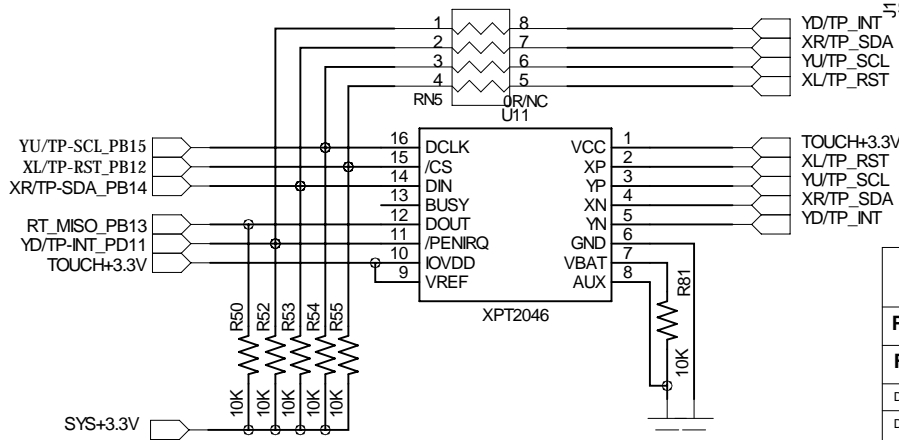 J1
1 8 YD/TP_INT
2 7 XR/TP_SDA
3 6 YU/TP_SCL
4 5 XL/TP_RST
RN5 0R/NC
U11
YU/TP-SCL_PB15 16 DCLK VCC 1 TOUCH+3.3V
XL/TP-RST_PB12 15 /CS XP 2 XL/TP_RST
XR/TP-SDA_PB14 14 DIN YP 3 YU/TP_SCL
13 BUSY XN 4 XR/TP_SDA
RT_MISO_PB13 12 DOUT YN 5 YD/TP_INT
YD/TP-INT_PD11 11 /PENIRQ GND 6
TOUCH+3.3V 10 IOVDD VBAT 7
9 VREF AUX 8
XPT2046
R50 R52 R53 R54 R55 R81
10K 10K 10K 10K 10K 10K
SYS+3.3V